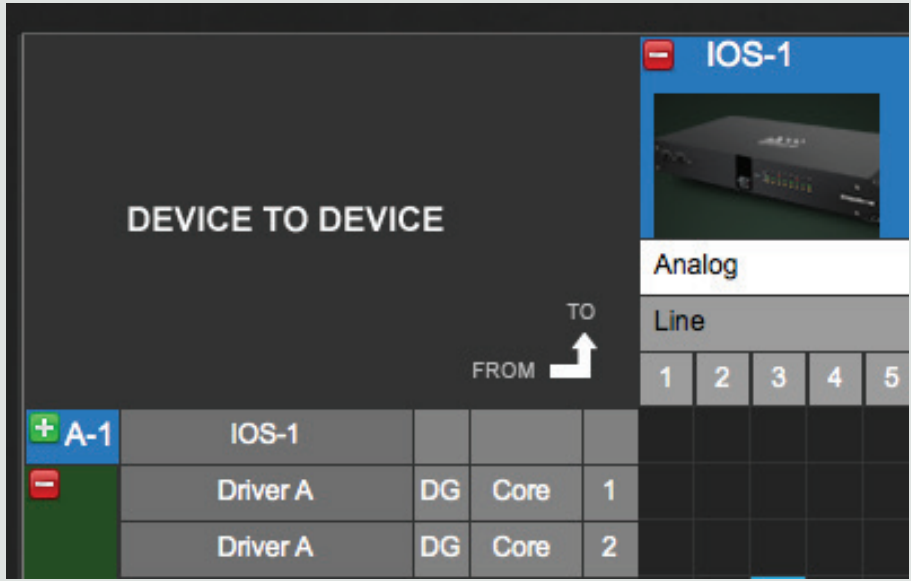 IOS-1
DEVICE TO DEVICE
Analog
TO
Line
FROM
1 2 3 4 5
A-1 IOS-1
Driver A DG Core 1
Driver A DG Core 2